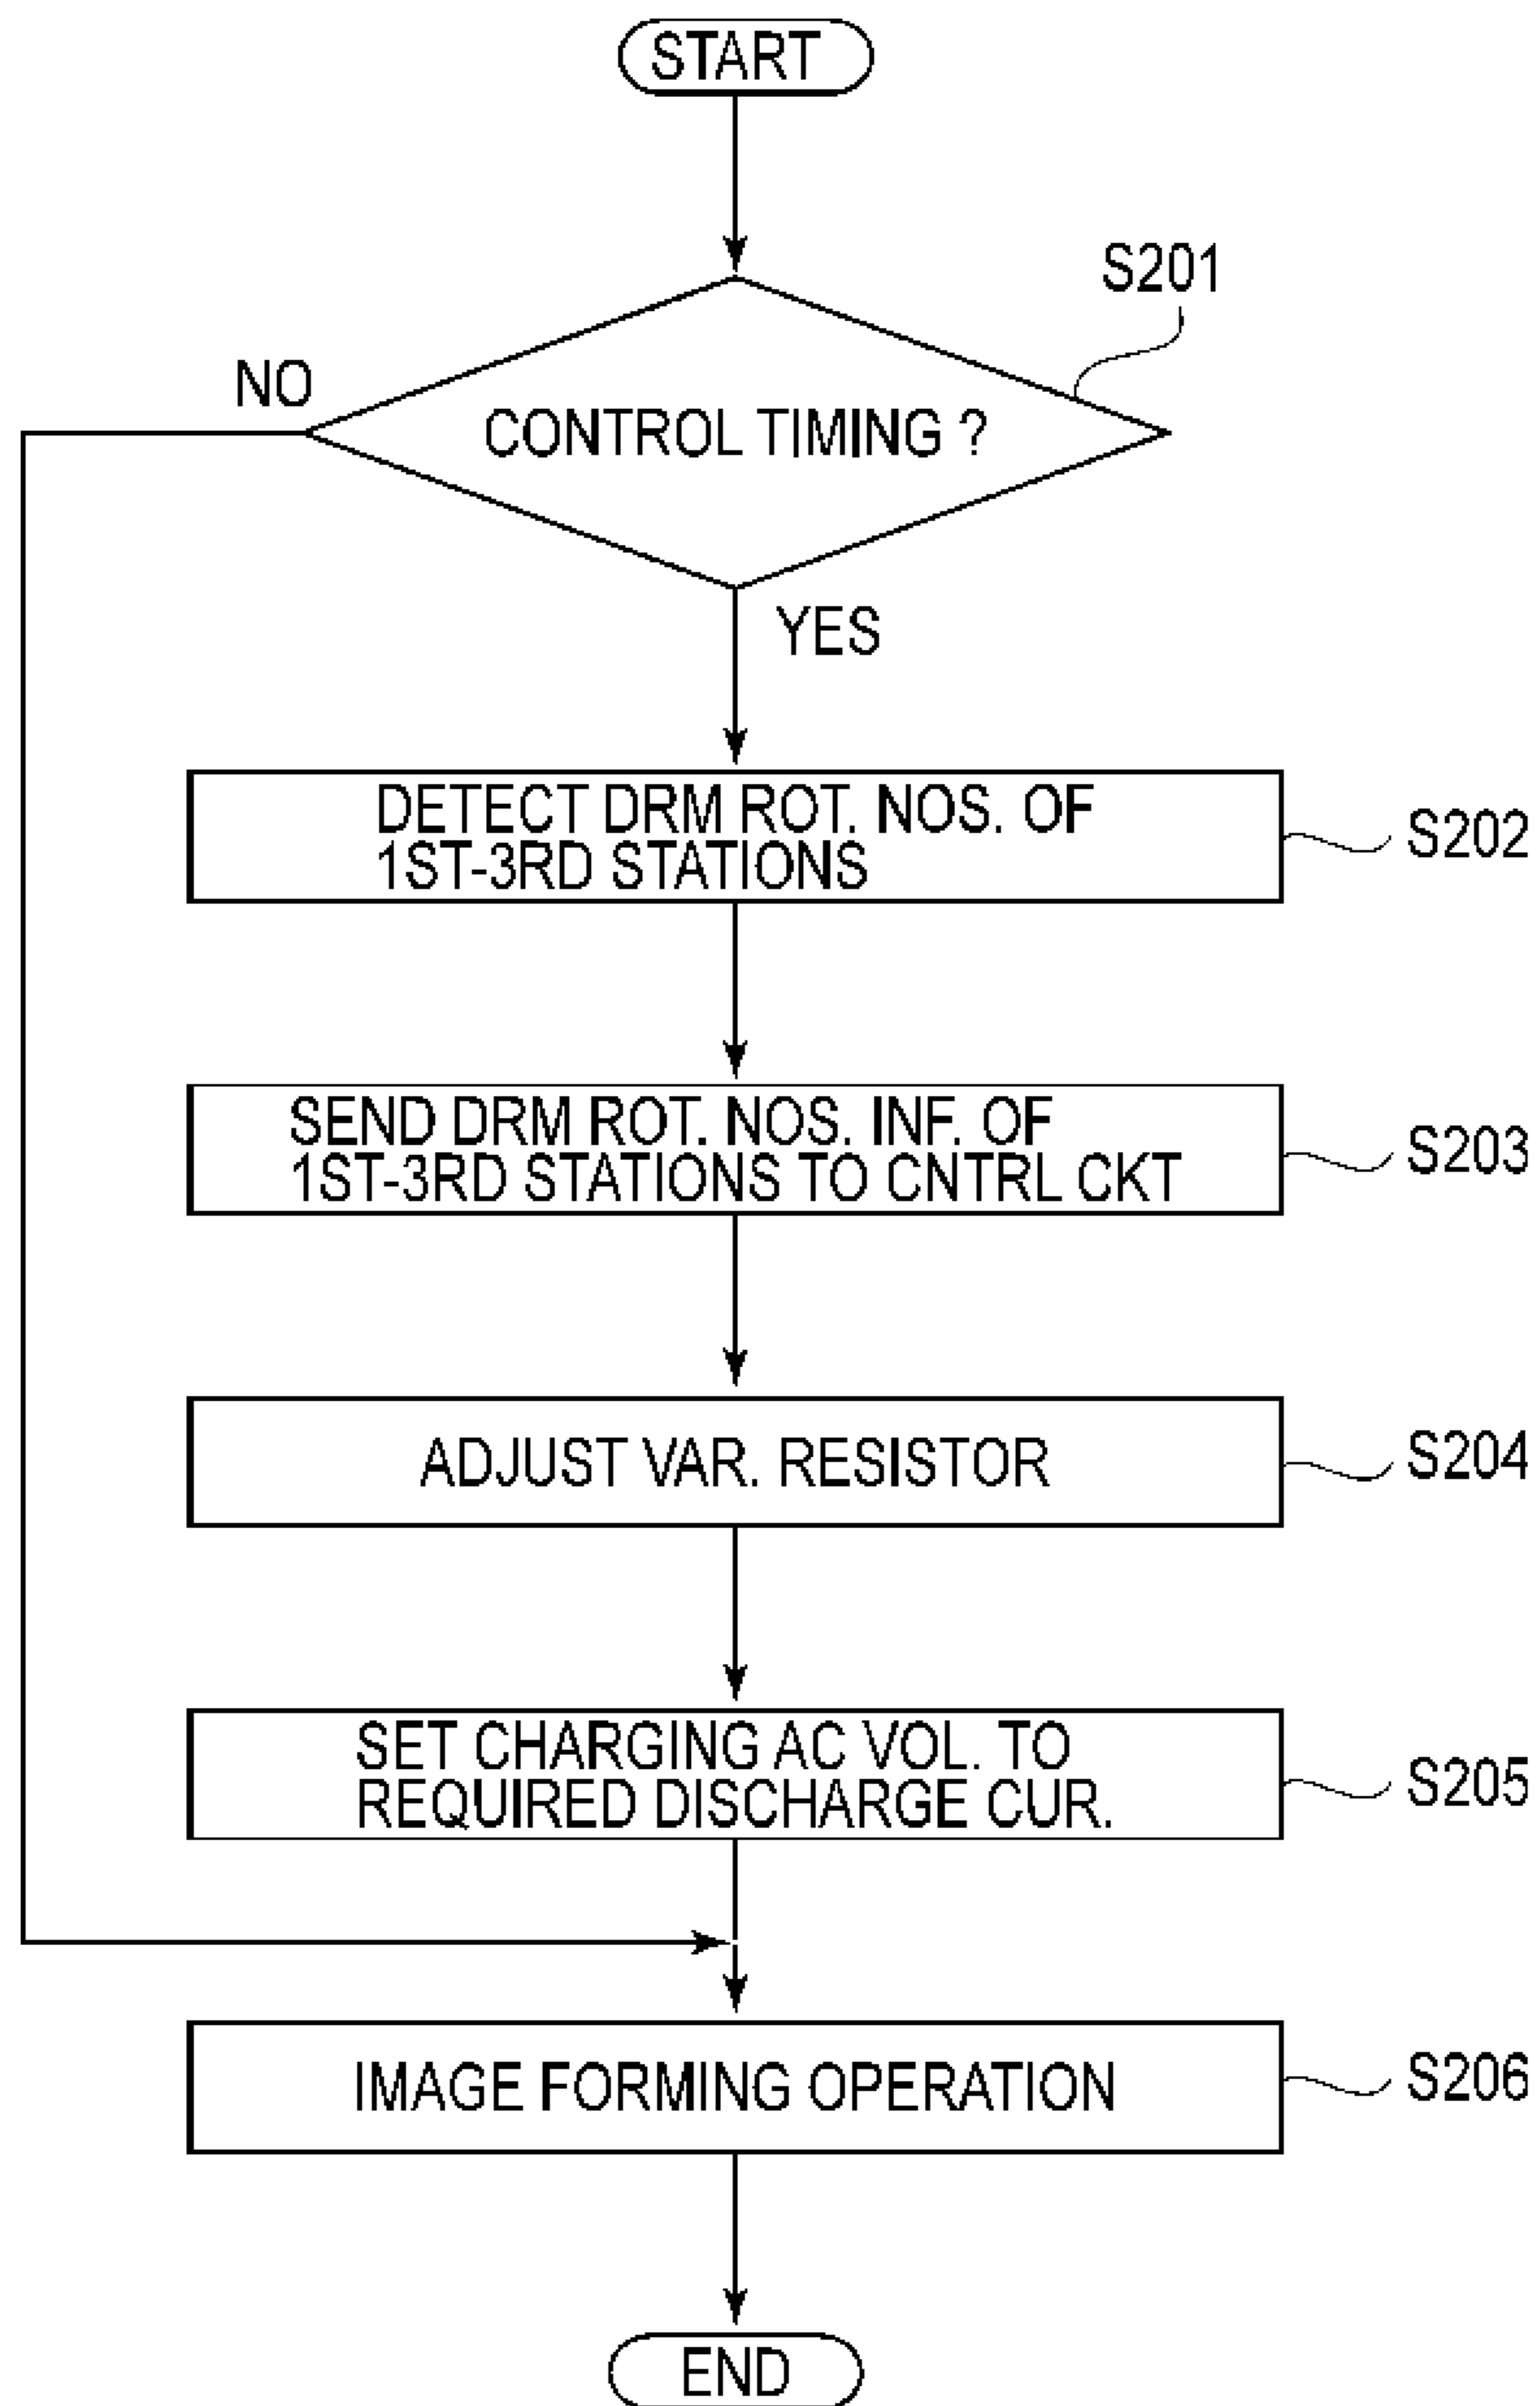 START
S201
NO
CONTROL TIMING ?
YES
DETECT DRM ROT. NOS. OF
1ST-3RD STATIONS
S202
SEND DRM ROT. NOS. INF. OF
1ST-3RD STATIONS TO CNTRL CKT
S203
ADJUST VAR. RESISTOR
S204
SET CHARGING AC VOL. TO
REQUIRED DISCHARGE CUR.
S205
IMAGE FORMING OPERATION
S206
END